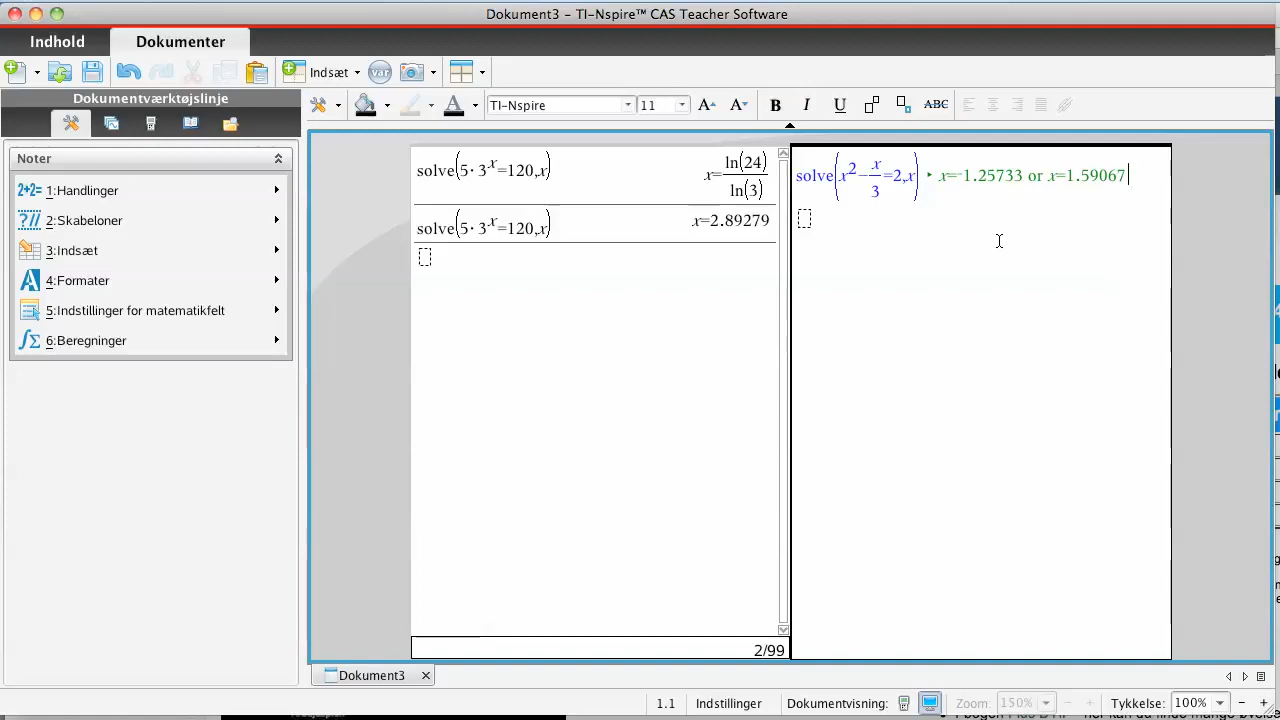 Dokument3 – TI-Nspire™ CAS Teacher Software
Indhold
Dokumenter
Indsæt
var
Dokumentværktøjslinje
TI-Nspire
11
A
A
B
I
U
ABC
Noter
1:Handlinger
2:Skabeloner
3:Indsæt
4:Formater
5:Indstillinger for matematikfelt
6:Beregninger
solve(5·3^x=120,x)
x=ln(24)/ln(3)
solve(5·3^x=120,x)
x=2.89279
2/99
solve(x^2−x/3=2,x) ▸ x=-1.25733 or x=1.59067
Dokument3
1.1
Indstillinger
Dokumentvisning:
Zoom:
150%
Tykkelse:
100%